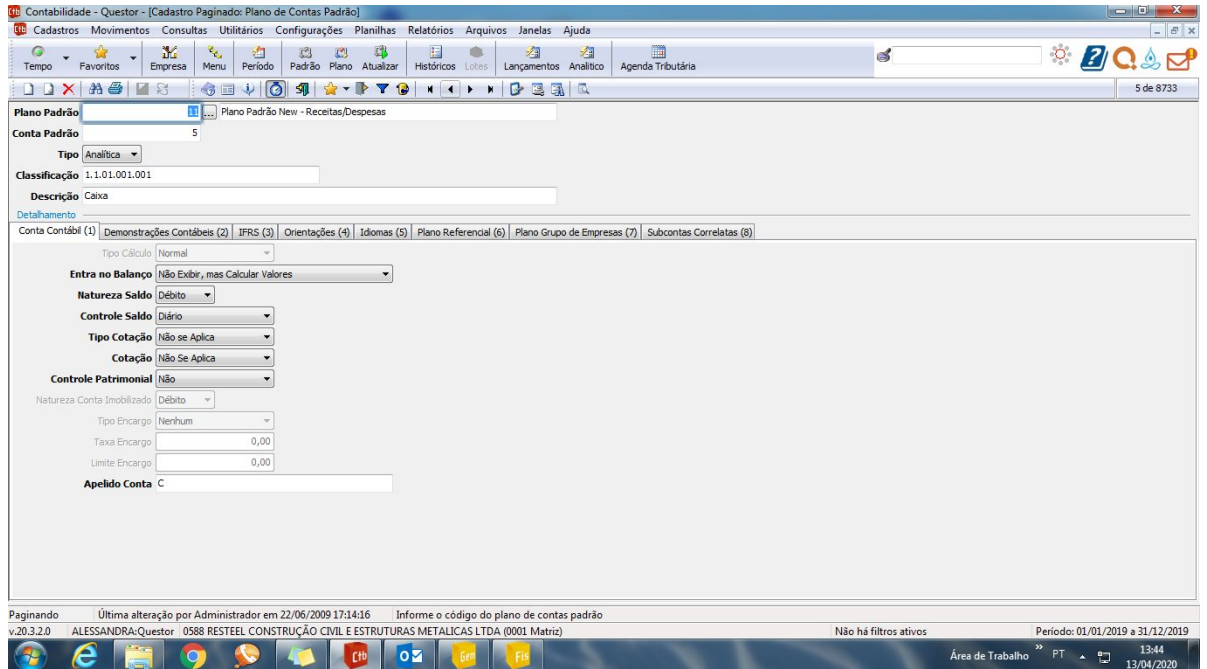 Ctb Contabilidade - Questor - [Cadastro Paginado: Plano de Contas Padrão]
Ctb Cadastros Movimentos Consultas Utilitários Configurações Planilhas Relatórios Arquivos Janelas Ajuda
Tempo Favoritos Empresa Menu Período Padrão Plano Atualizar Históricos Lotes Lançamentos Analitico Agenda Tributária
5 de 8733
Plano Padrão 11 ... Plano Padrão New - Receitas/Despesas
Conta Padrão 5
Tipo Analítica
Classificação 1.1.01.001.001
Descrição Caixa
Detalhamento
Conta Contábil (1) Demonstrações Contábeis (2) IFRS (3) Orientações (4) Idiomas (5) Plano Referencial (6) Plano Grupo de Empresas (7) Subcontas Correlatas (8)
Tipo Cálculo Normal
Entra no Balanço Não Exibir, mas Calcular Valores
Natureza Saldo Débito
Controle Saldo Diário
Tipo Cotação Não se Aplica
Cotação Não Se Aplica
Controle Patrimonial Não
Natureza Conta Imobilizado Débito
Tipo Encargo Nenhum
Taxa Encargo 0,00
Limite Encargo 0,00
Apelido Conta C
Paginando Última alteração por Administrador em 22/06/2009 17:14:16 Informe o código do plano de contas padrão
v.20.3.2.0 ALESSANDRA:Questor 0588 RESTEEL CONSTRUÇÃO CIVIL E ESTRUTURAS METALICAS LTDA (0001 Matriz) Não há filtros ativos Período: 01/01/2019 a 31/12/2019
Ctb Gem Fis Área de Trabalho » PT 13:44
13/04/2020